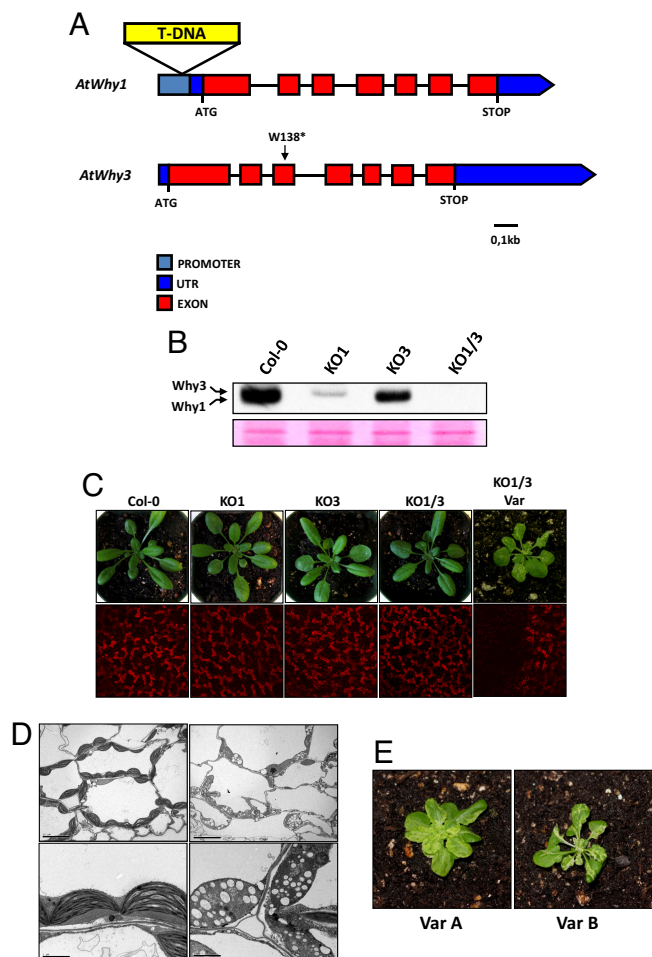 A
T-DNA
AtWhy1
ATG
STOP
W138*
AtWhy3
ATG
STOP
0,1kb
PROMOTER
UTR
EXON
B
Col-0
KO1
KO3
KO1/3
Why3
Why1
C
Col-0
KO1
KO3
KO1/3
KO1/3
Var
D
E
Var A
Var B